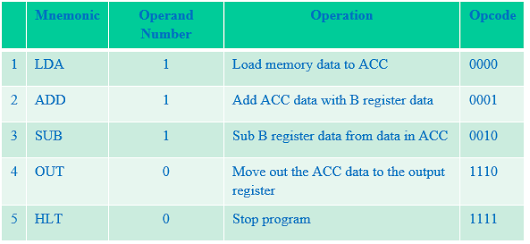 Mnemonic Operand Number Operation Opcode
1 LDA 1 Load memory data to ACC 0000
2 ADD 1 Add ACC data with B register data 0001
3 SUB 1 Sub B register data from data in ACC 0010
4 OUT 0 Move out the ACC data to the output register 1110
5 HLT 0 Stop program 1111